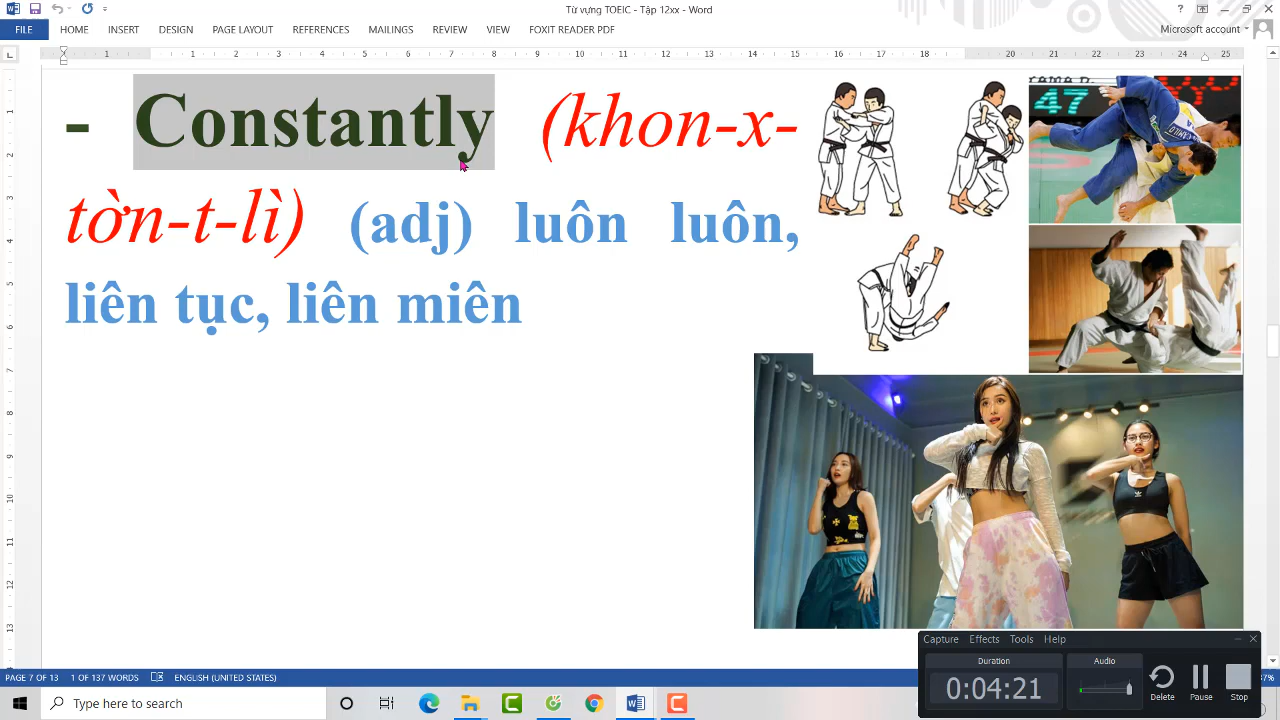 Từ vựng TOEIC - Tập 12xx - Word
FILE HOME INSERT DESIGN PAGE LAYOUT REFERENCES MAILINGS REVIEW VIEW FOXIT READER PDF Microsoft account
- Constantly (khon-x-
tờn-t-lì) (adj) luôn luôn,
liên tục, liên miên
47
CAMILO
Capture Effects Tools Help
Duration Audio
0:04:21
Delete Pause Stop
PAGE 7 OF 13 1 OF 137 WORDS ENGLISH (UNITED STATES)
Type here to search